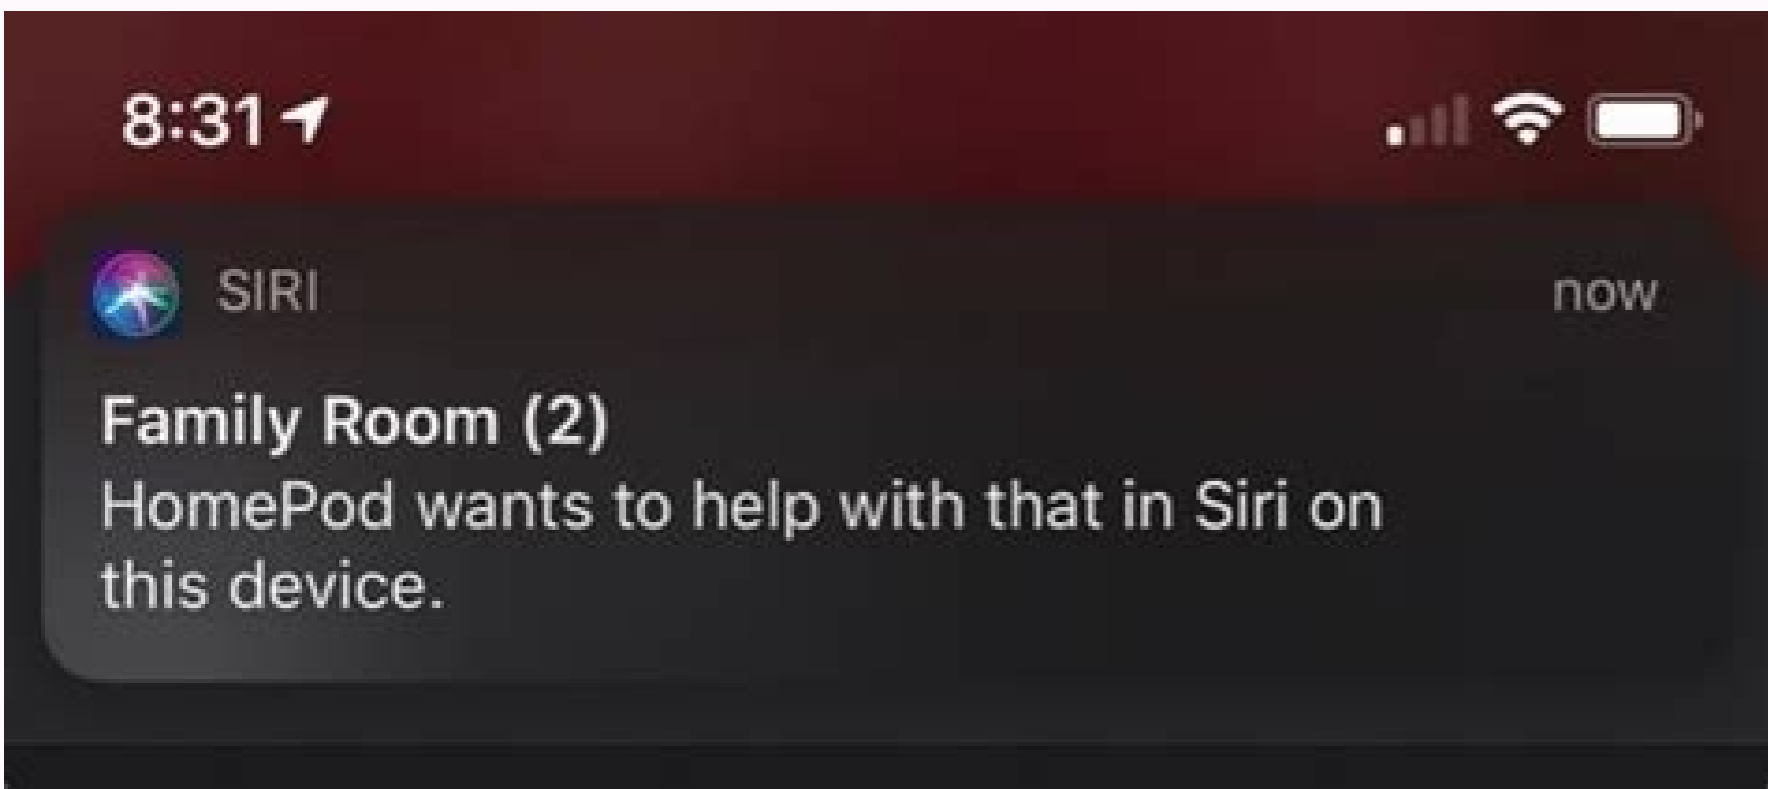 8:31
SIRI
now
Family Room (2)
HomePod wants to help with that in Siri on
this device.